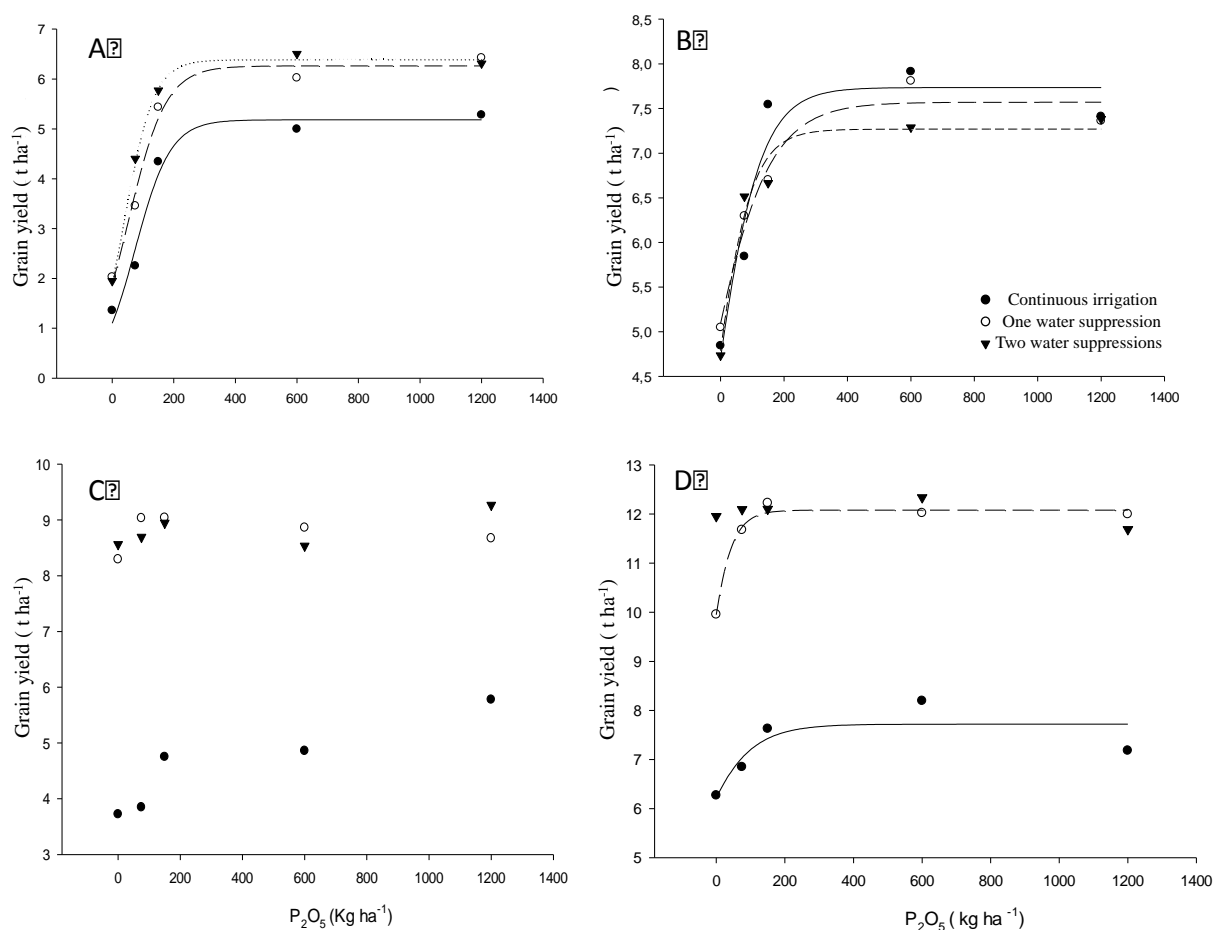 A⍰
Grain yield ( t ha-1)
7
6
5
4
3
2
1
0
0 200 400 600 800 1000 1200 1400
B⍰
)
Grain yield ( t ha-1)
8,5
8,0
7,5
7,0
6,5
6,0
5,5
5,0
4,5
Continuous irrigation
One water suppression
Two water suppressions
0 200 400 600 800 1000 1200 1400
C⍰
Grain yield ( t ha-1)
10
9
8
7
6
5
4
3
0 200 400 600 800 1000 1200 1400
P2O5 (Kg ha-1)
D⍰
Grain yield ( t ha-1)
13
12
11
10
9
8
7
6
5
0 200 400 600 800 1000 1200 1400
P2O5 ( kg ha-1)